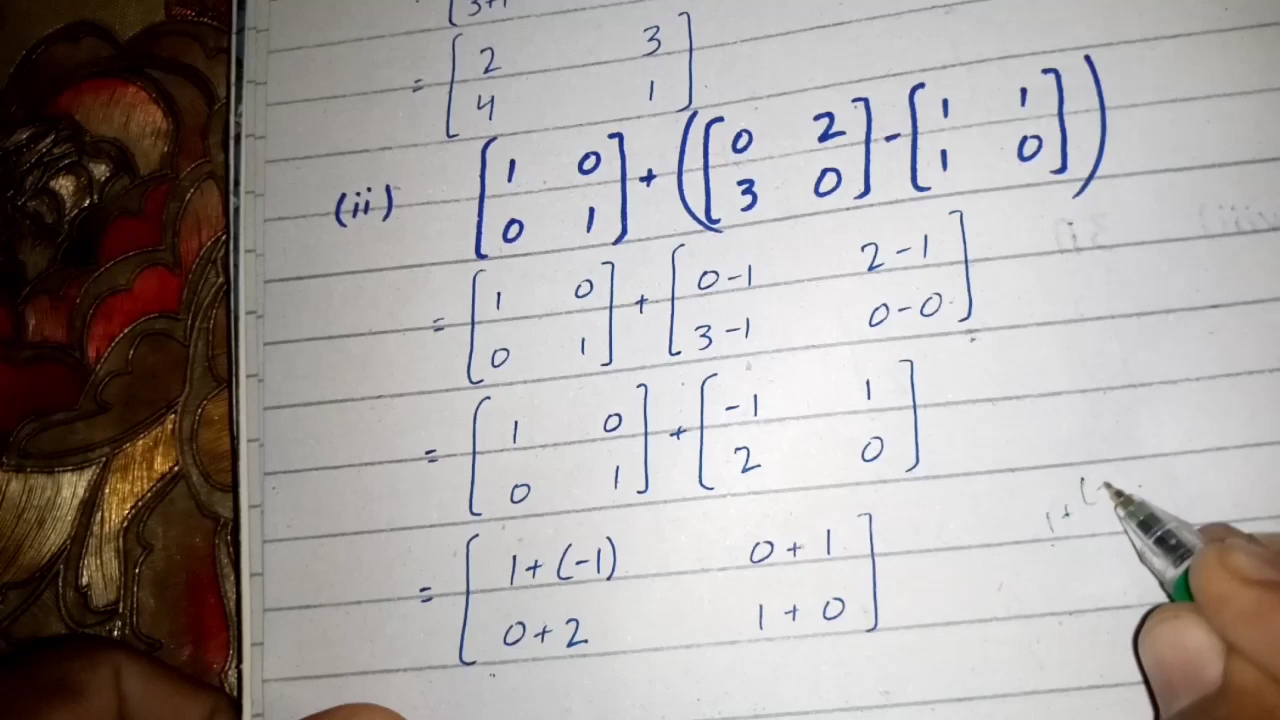 = [ 2 3
4 1 ]
(ii) [ 1 0
0 1 ] + ( [ 0 2
3 0 ] - [ 1 1
1 0 ] )
= [ 1 0
0 1 ] + [ 0-1 2-1
3-1 0-0 ]
= [ 1 0
0 1 ] + [ -1 1
2 0 ]
= [ 1+(-1) 0+1
0+2 1+0 ]
1+(